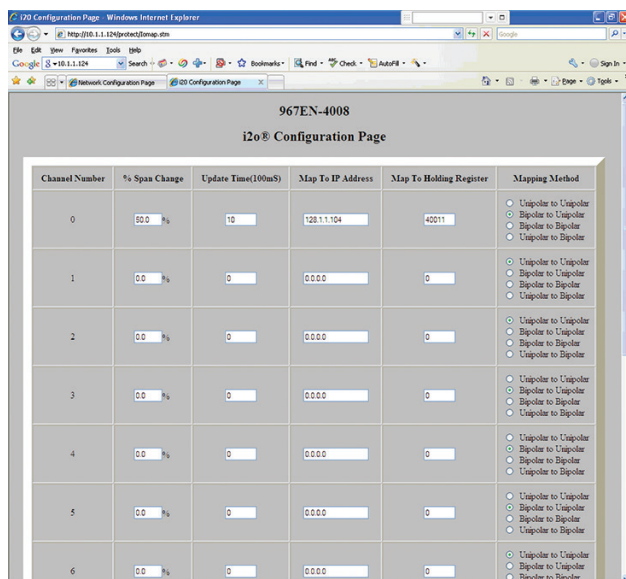 I20 Configuration Page - Windows Internet Explorer
http://10.1.1.124/protect/Iomap.stm
Google
File Edit View Favorites Tools Help
Google 10.1.1.124 Search Bookmarks Find Check AutoFill Sign In
Network Configuration Page I20 Configuration Page X Page Tools
967EN-4008
i2o® Configuration Page
Channel Number % Span Change Update Time(100mS) Map To IP Address Map To Holding Register Mapping Method
0 50.0 % 10 128.1.1.104 40011
Unipolar to Unipolar
Bipolar to Unipolar
Bipolar to Bipolar
Unipolar to Bipolar
1 0.0 % 0 0.0.0.0 0
Unipolar to Unipolar
Bipolar to Unipolar
Bipolar to Bipolar
Unipolar to Bipolar
2 0.0 % 0 0.0.0.0 0
Unipolar to Unipolar
Bipolar to Unipolar
Bipolar to Bipolar
Unipolar to Bipolar
3 0.0 % 0 0.0.0.0 0
Unipolar to Unipolar
Bipolar to Unipolar
Bipolar to Bipolar
Unipolar to Bipolar
4 0.0 % 0 0.0.0.0 0
Unipolar to Unipolar
Bipolar to Unipolar
Bipolar to Bipolar
Unipolar to Bipolar
5 0.0 % 0 0.0.0.0 0
Unipolar to Unipolar
Bipolar to Unipolar
Bipolar to Bipolar
Unipolar to Bipolar
6 0.0 % 0 0.0.0.0 0
Unipolar to Unipolar
Bipolar to Unipolar
Bipolar to Bipolar